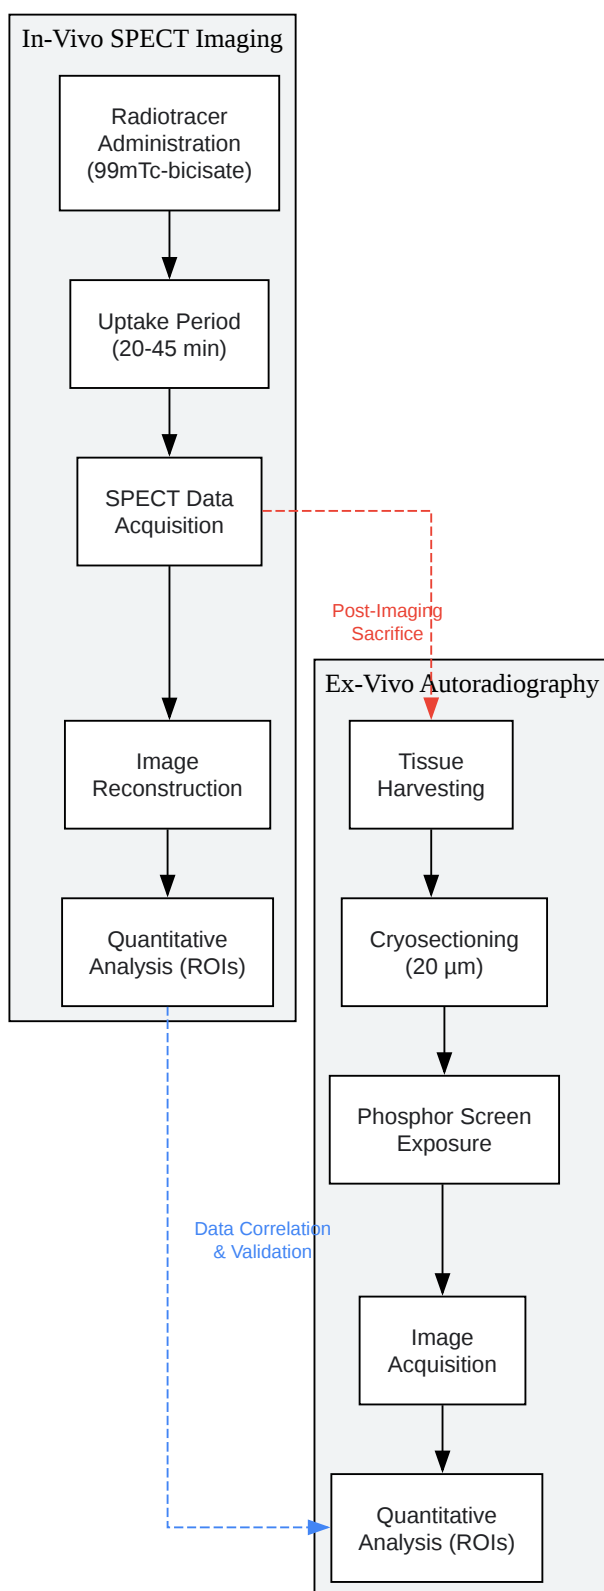 In-Vivo SPECT Imaging
Radiotracer
Administration
(99mTc-bicisate)
Uptake Period
(20-45 min)
SPECT Data
Acquisition
Post-Imaging
Sacrifice
Image
Reconstruction
Quantitative
Analysis (ROIs)
Ex-Vivo Autoradiography
Tissue
Harvesting
Cryosectioning
(20 µm)
Phosphor Screen
Exposure
Data Correlation
& Validation
Image
Acquisition
Quantitative
Analysis (ROIs)